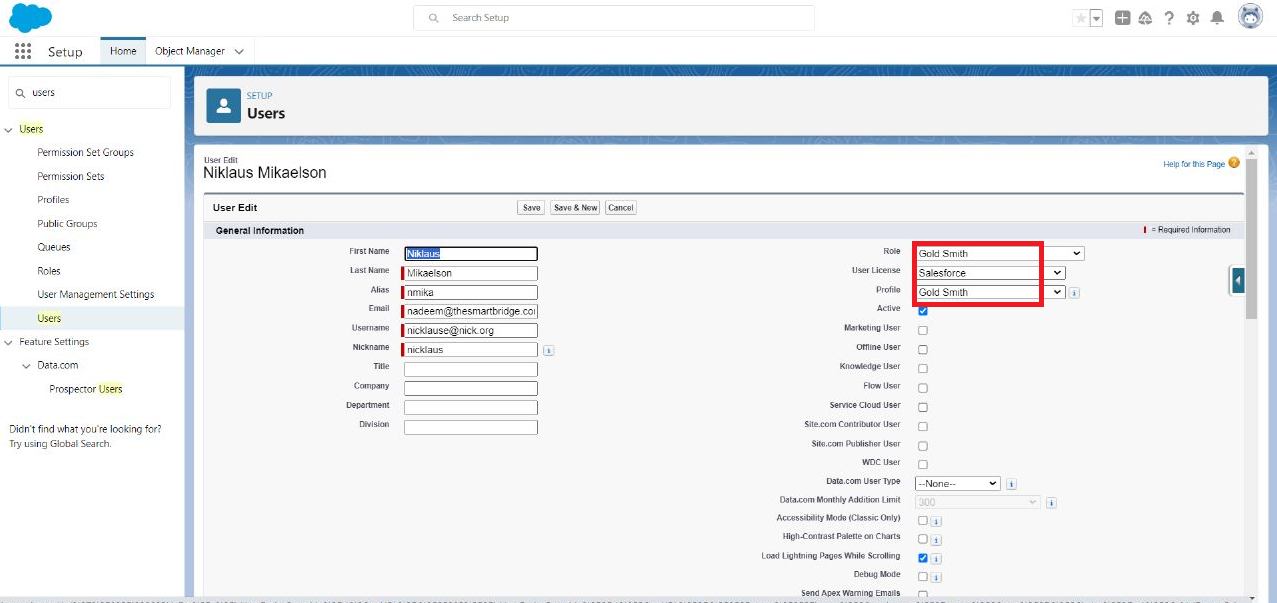 Search Setup
Setup
Home
Object Manager
users
Users
Permission Set Groups
Permission Sets
Profiles
Public Groups
Queues
Roles
User Management Settings
Users
Feature Settings
Data.com
Prospector Users
Didn't find what you're looking for?
Try using Global Search.
SETUP
Users
User Edit
Niklaus Mikaelson
Help for this Page
User Edit
Save
Save & New
Cancel
General Information
= Required Information
First Name Niklaus
Last Name Mikaelson
Alias nmika
Email nadeem@thesmartbridge.co
Username nicklause@nick.org
Nickname nicklaus
Title
Company
Department
Division
Role Gold Smith
User License Salesforce
Profile Gold Smith
Active
Marketing User
Offline User
Knowledge User
Flow User
Service Cloud User
Site.com Contributor User
Site.com Publisher User
WDC User
Data.com User Type --None--
Data.com Monthly Addition Limit 300
Accessibility Mode (Classic Only)
High-Contrast Palette on Charts
Load Lightning Pages While Scrolling
Debug Mode
Send Apex Warning Emails